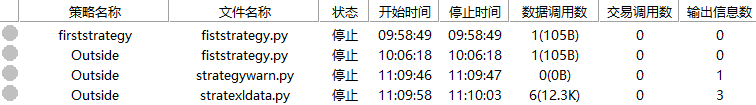 策略名称 文件名称 状态 开始时间 停止时间 数据调用数 交易调用数 输出信息数
firststrategy fiststrategy.py 停止 09:58:49 09:58:49 1(105B) 0 0
Outside fiststrategy.py 停止 10:06:18 10:06:18 1(105B) 0 0
Outside strategywarn.py 停止 11:09:46 11:09:47 0(0B) 0 1
Outside stratexldata.py 停止 11:09:58 11:10:03 6(12.3K) 0 3